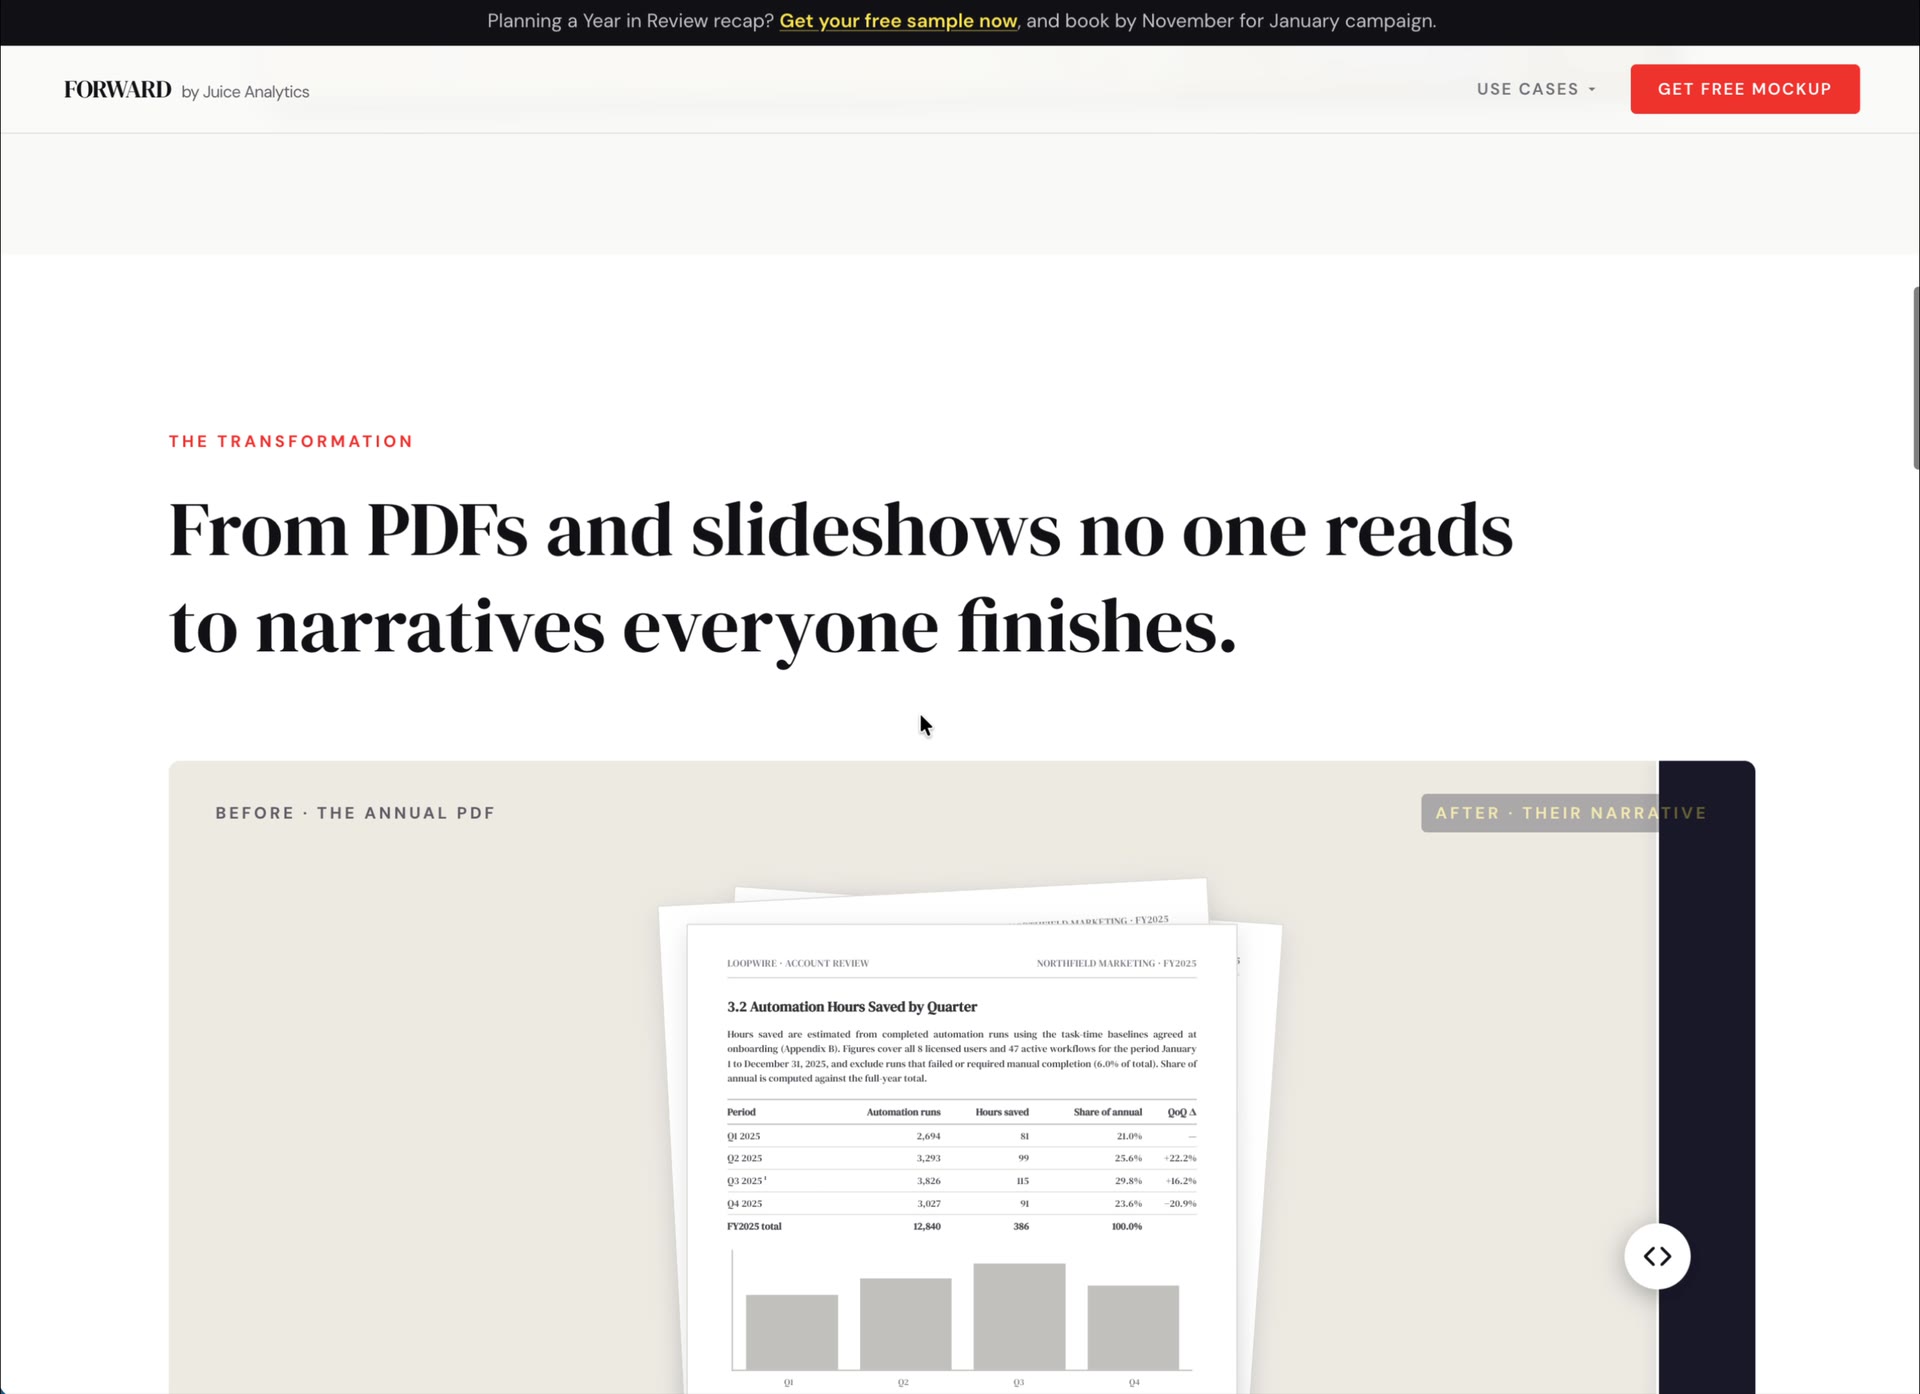 Planning a Year in Review recap? Get your free sample now, and book by November for January campaign.
FORWARD by Juice Analytics
USE CASES
GET FREE MOCKUP
THE TRANSFORMATION
From PDFs and slideshows no one reads
to narratives everyone finishes.
BEFORE · THE ANNUAL PDF
AFTER · THEIR NARRATIVE
MARKETING · FY2025
LOOPWIRE · ACCOUNT REVIEW
NORTHFIELD MARKETING · FY2025
3.2 Automation Hours Saved by Quarter
Hours saved are estimated from completed automation runs using the task-time baselines agreed at
onboarding (Appendix B). Figures cover all 8 licensed users and 47 active workflows for the period January
1 to December 31, 2025, and exclude runs that failed or required manual completion (6.0% of total). Share of
annual is computed against the full-year total.
Period Automation runs Hours saved Share of annual QoQ Δ
Q1 2025 2,694 81 21.0% —
Q2 2025 3,293 99 25.6% +22.2%
Q3 2025 ¹ 3,826 115 29.8% +16.2%
Q4 2025 3,027 91 23.6% −20.9%
FY2025 total 12,840 386 100.0%
Q1 Q2 Q3 Q4